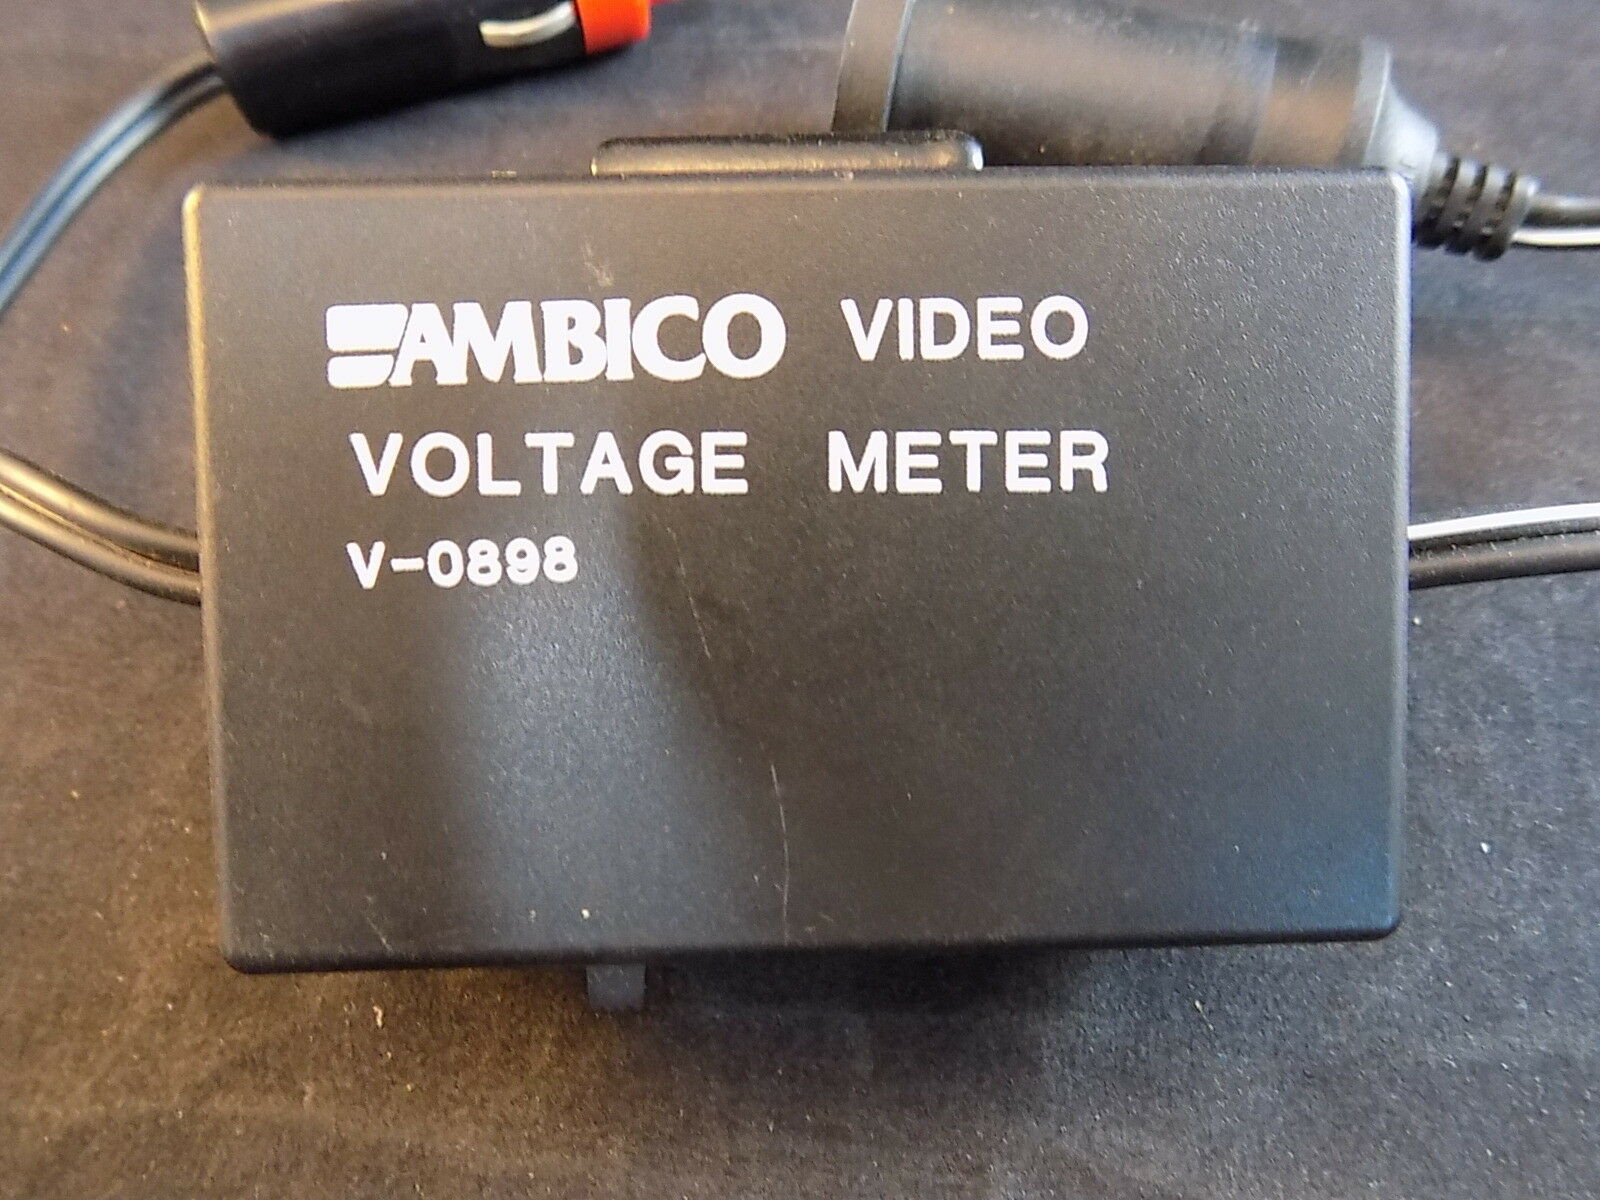 AMBICO VIDEO
VOLTAGE METER
V-0898